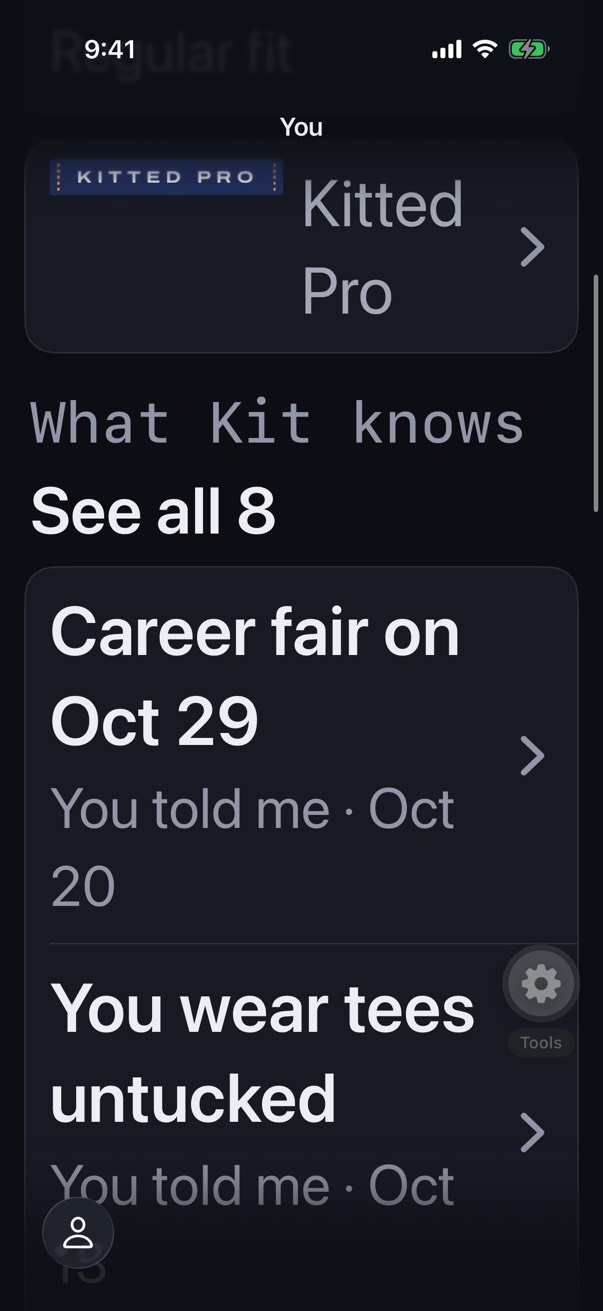 Regular fit
9:41
You
KITTED PRO
Kitted
Pro
What Kit knows
See all 8
Career fair on
Oct 29
You told me · Oct
20
Tools
You wear tees
untucked
You told me · Oct